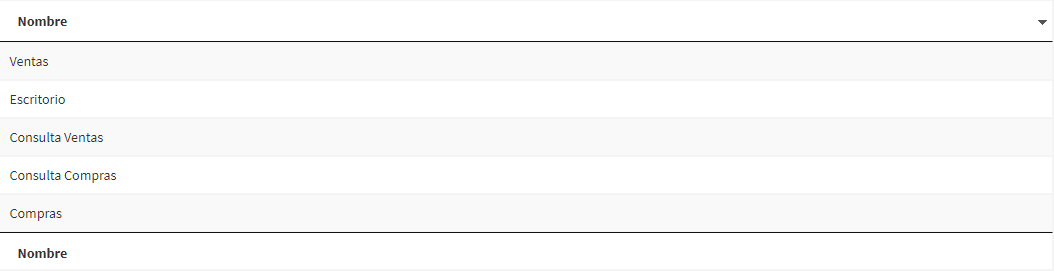 Nombre
Ventas
Escritorio
Consulta Ventas
Consulta Compras
Compras
Nombre